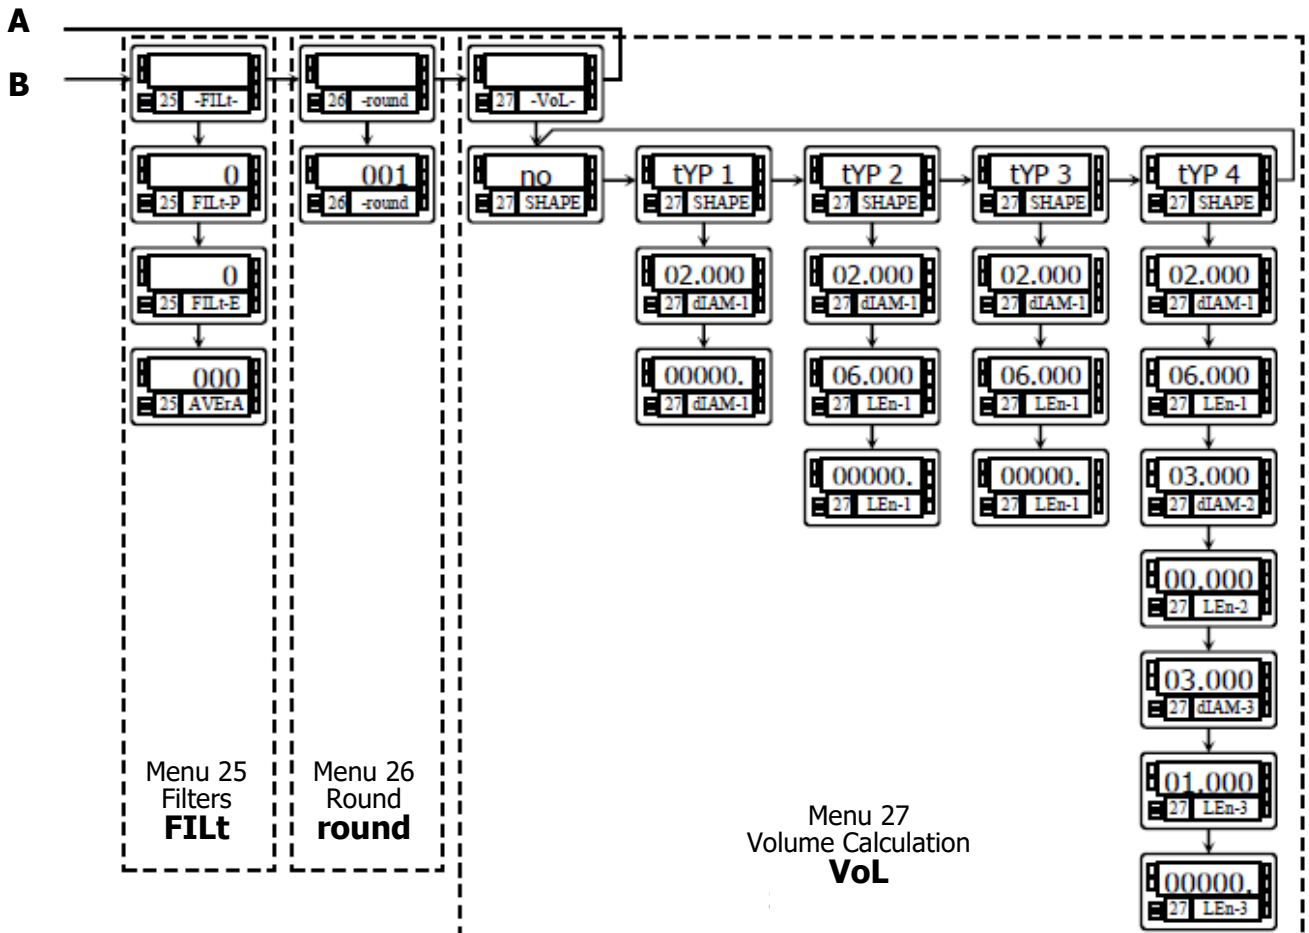 A
B
25 -FILt-
26 -round
27 -VoL-
0
25 FILt-P
001
26 -round
no
27 SHAPE
tYP 1
27 SHAPE
tYP 2
27 SHAPE
tYP 3
27 SHAPE
tYP 4
27 SHAPE
0
25 FILt-E
02.000
27 dIAM-1
02.000
27 dIAM-1
02.000
27 dIAM-1
02.000
27 dIAM-1
000
25 AVErA
00000.
27 dIAM-1
06.000
27 LEn-1
06.000
27 LEn-1
06.000
27 LEn-1
00000.
27 LEn-1
00000.
27 LEn-1
03.000
27 dIAM-2
00.000
27 LEn-2
03.000
27 dIAM-3
01.000
27 LEn-3
00000.
27 LEn-3
Menu 25
Filters
FILt
Menu 26
Round
round
Menu 27
Volume Calculation
VoL